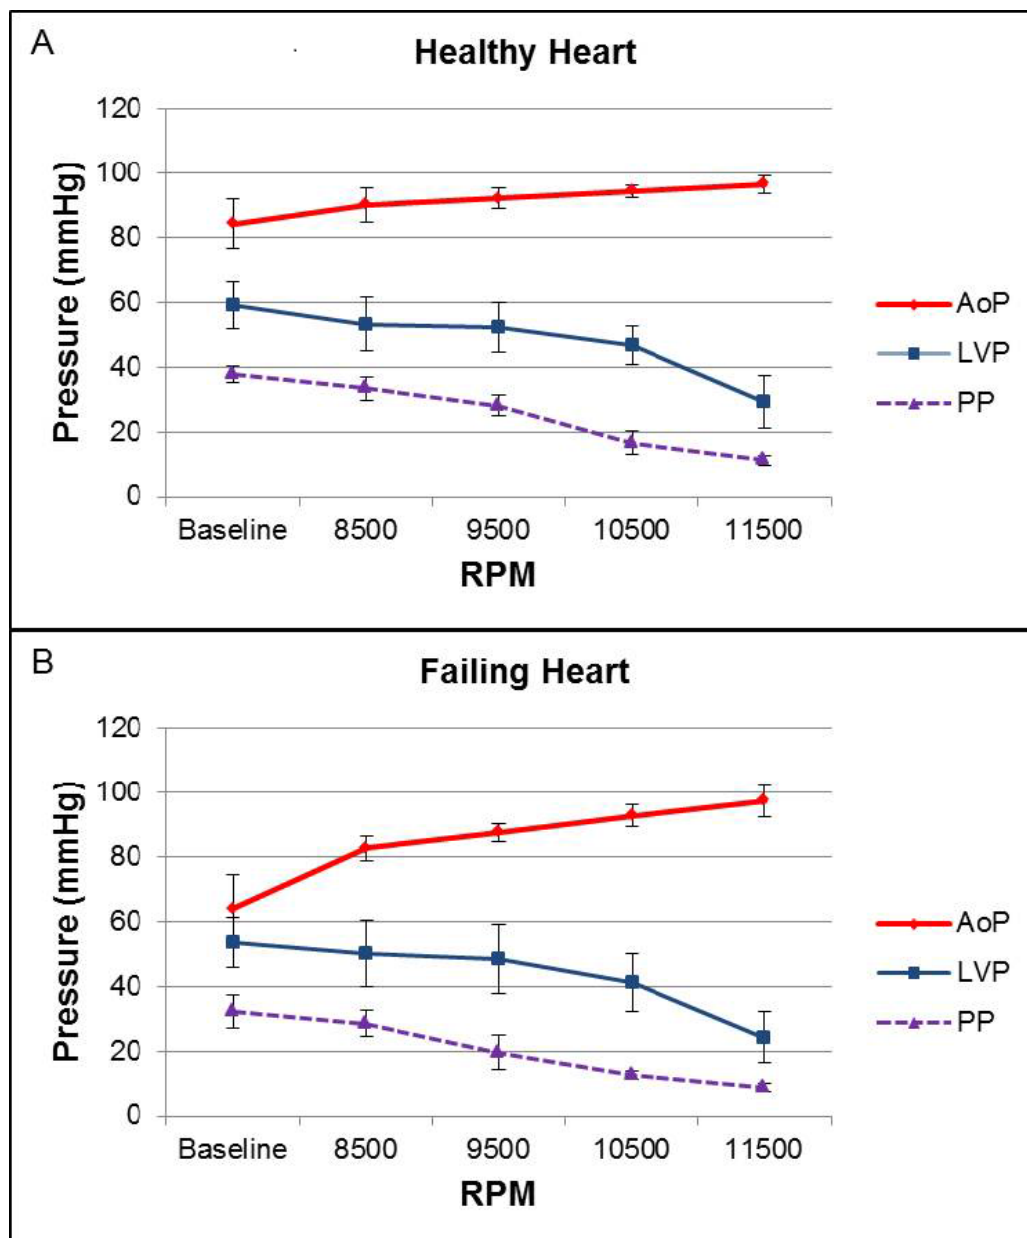 A
Healthy Heart
120
100
80
60
40
20
0
Pressure (mmHg)
Baseline 8500 9500 10500 11500
RPM
AoP
LVP
PP
B
Failing Heart
120
100
80
60
40
20
0
Pressure (mmHg)
Baseline 8500 9500 10500 11500
RPM
AoP
LVP
PP